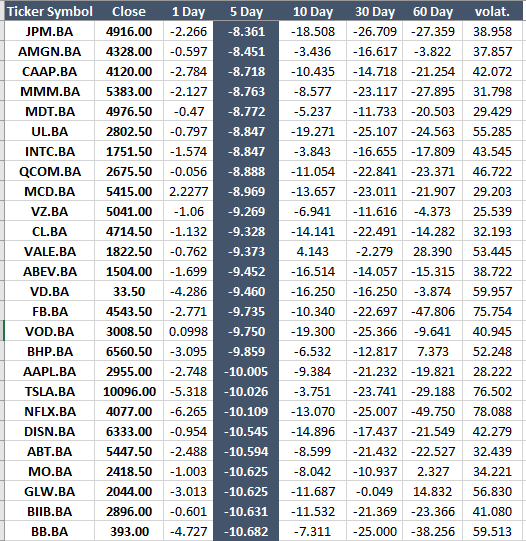 Ticker Symbol Close 1 Day 5 Day 10 Day 30 Day 60 Day volat.
JPM.BA 4916.00 -2.266 -8.361 -18.508 -26.709 -27.359 38.958
AMGN.BA 4328.00 -0.597 -8.451 -3.436 -16.617 -3.822 37.857
CAAP.BA 4120.00 -2.784 -8.718 -10.435 -14.718 -21.254 42.072
MMM.BA 5383.00 -2.127 -8.763 -8.577 -23.117 -27.895 31.798
MDT.BA 4976.50 -0.47 -8.772 -5.237 -11.733 -20.503 29.429
UL.BA 2802.50 -0.797 -8.847 -19.271 -25.107 -24.563 55.285
INTC.BA 1751.50 -1.574 -8.847 -3.843 -16.655 -17.809 43.545
QCOM.BA 2675.50 -0.056 -8.888 -11.054 -22.841 -23.371 46.722
MCD.BA 5415.00 2.2277 -8.969 -13.657 -23.011 -21.907 29.203
VZ.BA 5041.00 -1.06 -9.269 -6.941 -11.616 -4.373 25.539
CL.BA 4714.50 -1.132 -9.328 -14.141 -22.491 -14.282 32.193
VALE.BA 1822.50 -0.762 -9.373 4.143 -2.279 28.390 53.445
ABEV.BA 1504.00 -1.699 -9.452 -16.514 -14.057 -15.315 38.722
VD.BA 33.50 -4.286 -9.460 -16.250 -16.250 -3.874 59.957
FB.BA 4543.50 -2.771 -9.735 -10.340 -22.697 -47.806 75.754
VOD.BA 3008.50 0.0998 -9.750 -19.300 -25.366 -9.641 40.945
BHP.BA 6560.50 -3.095 -9.859 -6.532 -12.817 7.373 52.248
AAPL.BA 2955.00 -2.748 -10.005 -9.384 -21.232 -19.821 28.222
TSLA.BA 10096.00 -5.318 -10.026 -3.751 -23.741 -29.188 76.502
NFLX.BA 4077.00 -6.265 -10.109 -13.070 -25.007 -49.750 78.088
DISN.BA 6333.00 -0.954 -10.545 -14.896 -17.437 -21.549 42.279
ABT.BA 5447.50 -2.488 -10.594 -8.599 -21.432 -22.527 32.439
MO.BA 2418.50 -1.003 -10.625 -8.042 -10.937 2.327 34.221
GLW.BA 2044.00 -3.013 -10.625 -11.687 -0.049 14.832 56.830
BIIB.BA 2896.00 -0.601 -10.631 -11.532 -21.369 -23.366 41.080
BB.BA 393.00 -4.727 -10.682 -7.311 -25.000 -38.256 59.513